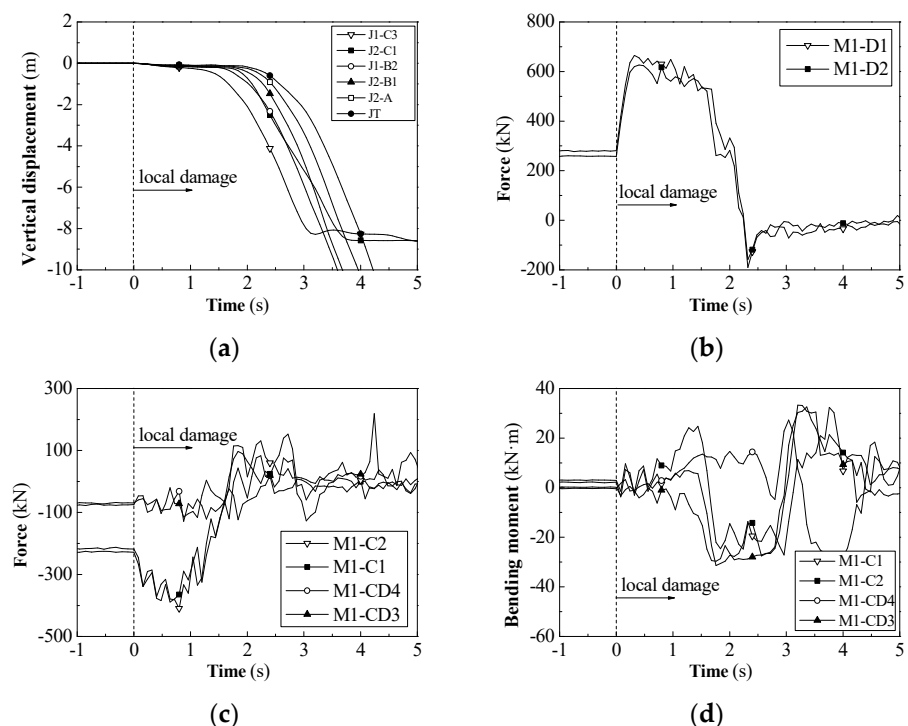 2
0
-2
-4
-6
-8
-10
Vertical displacement (m)
local damage
J1-C3
J2-C1
J1-B2
J2-B1
J2-A
JT
-1 0 1 2 3 4 5
Time (s)
(a)
800
600
400
200
0
-200
Force (kN)
local damage
M1-D1
M1-D2
-1 0 1 2 3 4 5
Time (s)
(b)
300
100
-100
-300
-500
Force (kN)
local damage
M1-C2
M1-C1
M1-CD4
M1-CD3
-1 0 1 2 3 4 5
Time (s)
(c)
40
20
0
-20
-40
-60
Bending moment (kN·m)
local damage
M1-C1
M1-C2
M1-CD4
M1-CD3
-1 0 1 2 3 4 5
Time (s)
(d)